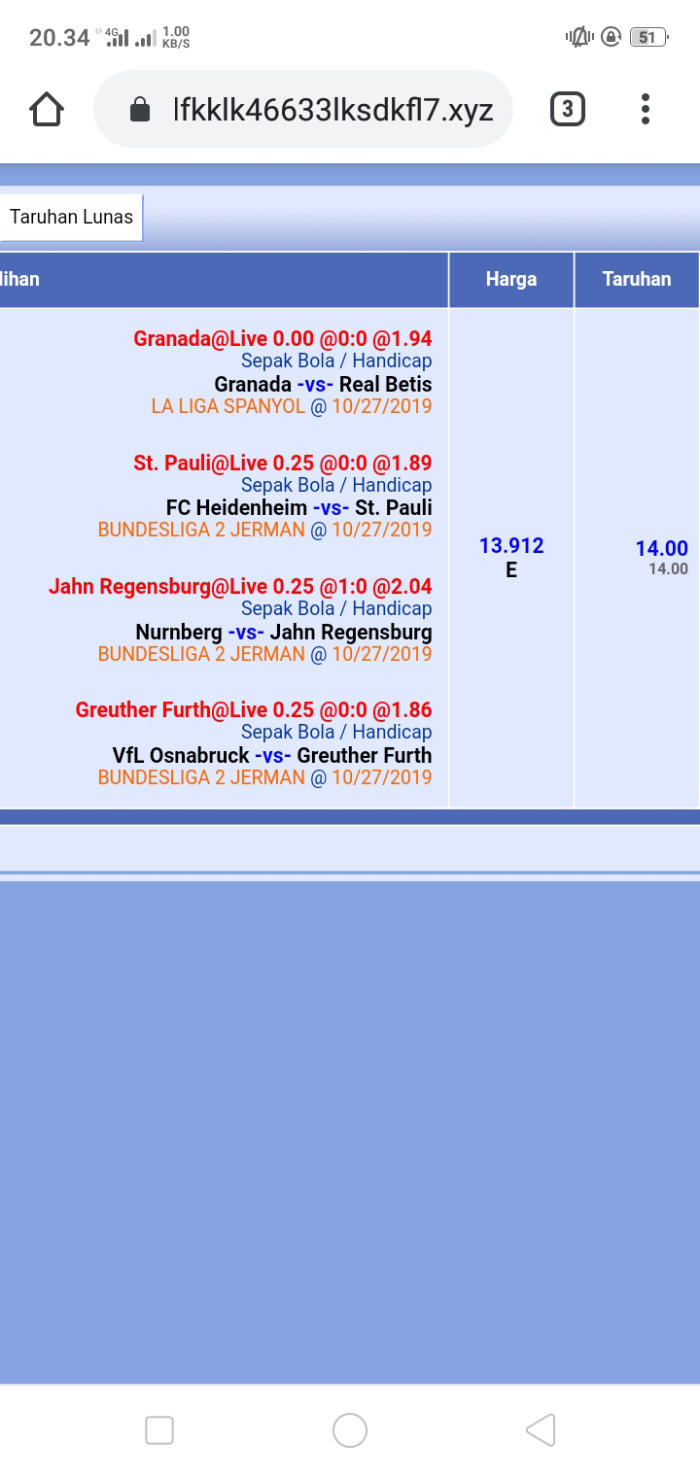 20.34 4G 1.00 KB/S 51
lfkklk46633lksdkfl7.xyz 3
Taruhan Lunas
lihan Harga Taruhan
Granada@Live 0.00 @0:0 @1.94
Sepak Bola / Handicap
Granada -vs- Real Betis
LA LIGA SPANYOL @ 10/27/2019
St. Pauli@Live 0.25 @0:0 @1.89
Sepak Bola / Handicap
FC Heidenheim -vs- St. Pauli
BUNDESLIGA 2 JERMAN @ 10/27/2019
Jahn Regensburg@Live 0.25 @1:0 @2.04
Sepak Bola / Handicap
Nurnberg -vs- Jahn Regensburg
BUNDESLIGA 2 JERMAN @ 10/27/2019
Greuther Furth@Live 0.25 @0:0 @1.86
Sepak Bola / Handicap
VfL Osnabruck -vs- Greuther Furth
BUNDESLIGA 2 JERMAN @ 10/27/2019
13.912
E
14.00
14.00